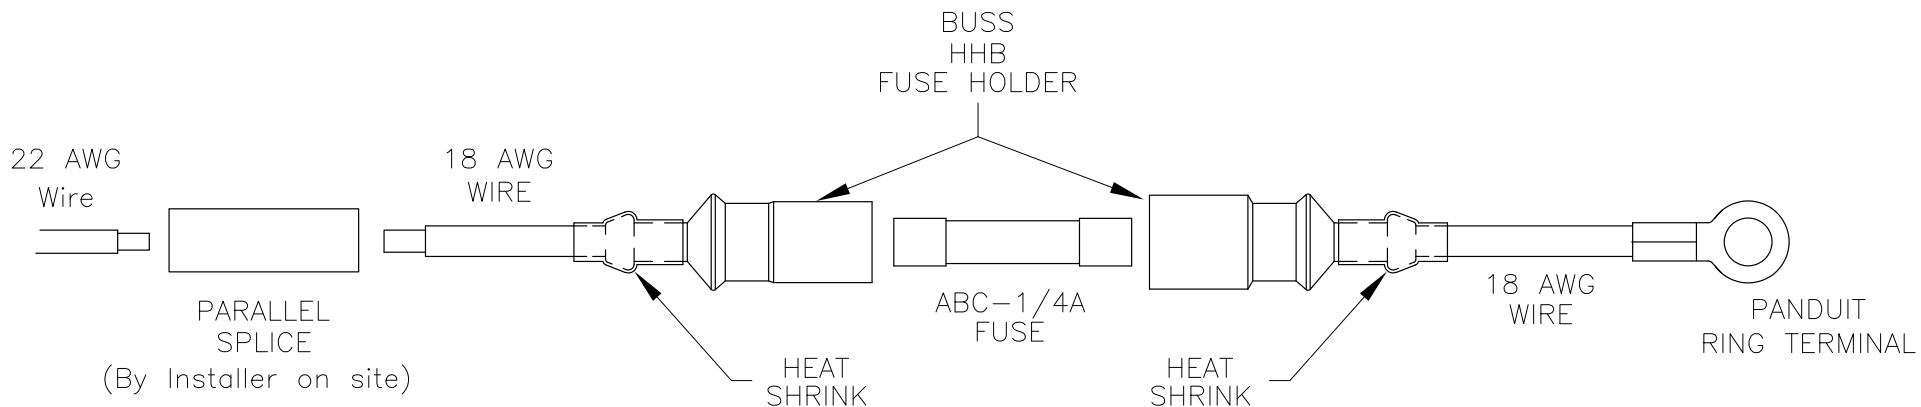 BUSS
HHB
FUSE HOLDER
22 AWG
Wire
18 AWG
WIRE
PARALLEL
SPLICE
(By Installer on site)
HEAT
SHRINK
ABC-1/4A
FUSE
HEAT
SHRINK
18 AWG
WIRE
PANDUIT
RING TERMINAL